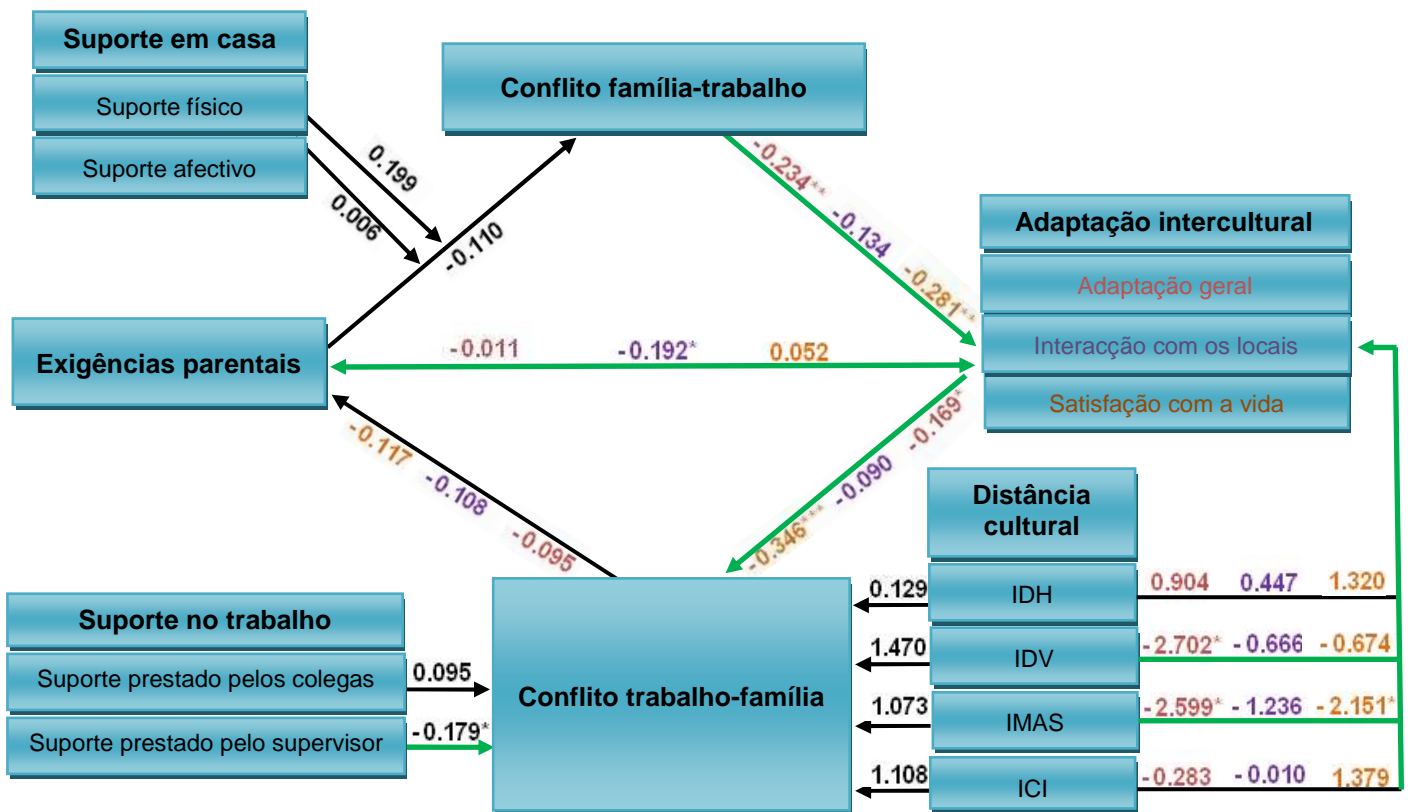 Suporte em casa
Suporte físico
Suporte afectivo
Conflito família-trabalho
0.199
0.006
-0.110
-0.234**
-0.134
-0.281**
Adaptação intercultural
Adaptação geral
Interacção com os locais
Satisfação com a vida
Exigências parentais
-0.011 -0.192* 0.052
-0.117
-0.108
-0.095
-0.169*
-0.090
-0.346***
Distância
cultural
IDH
IDV
IMAS
ICI
0.129
1.470
1.073
1.108
0.904 0.447 1.320
-2.702* -0.666 -0.674
-2.599* -1.236 -2.151*
-0.283 -0.010 1.379
Suporte no trabalho
Suporte prestado pelos colegas
Suporte prestado pelo supervisor
0.095
-0.179*
Conflito trabalho-família